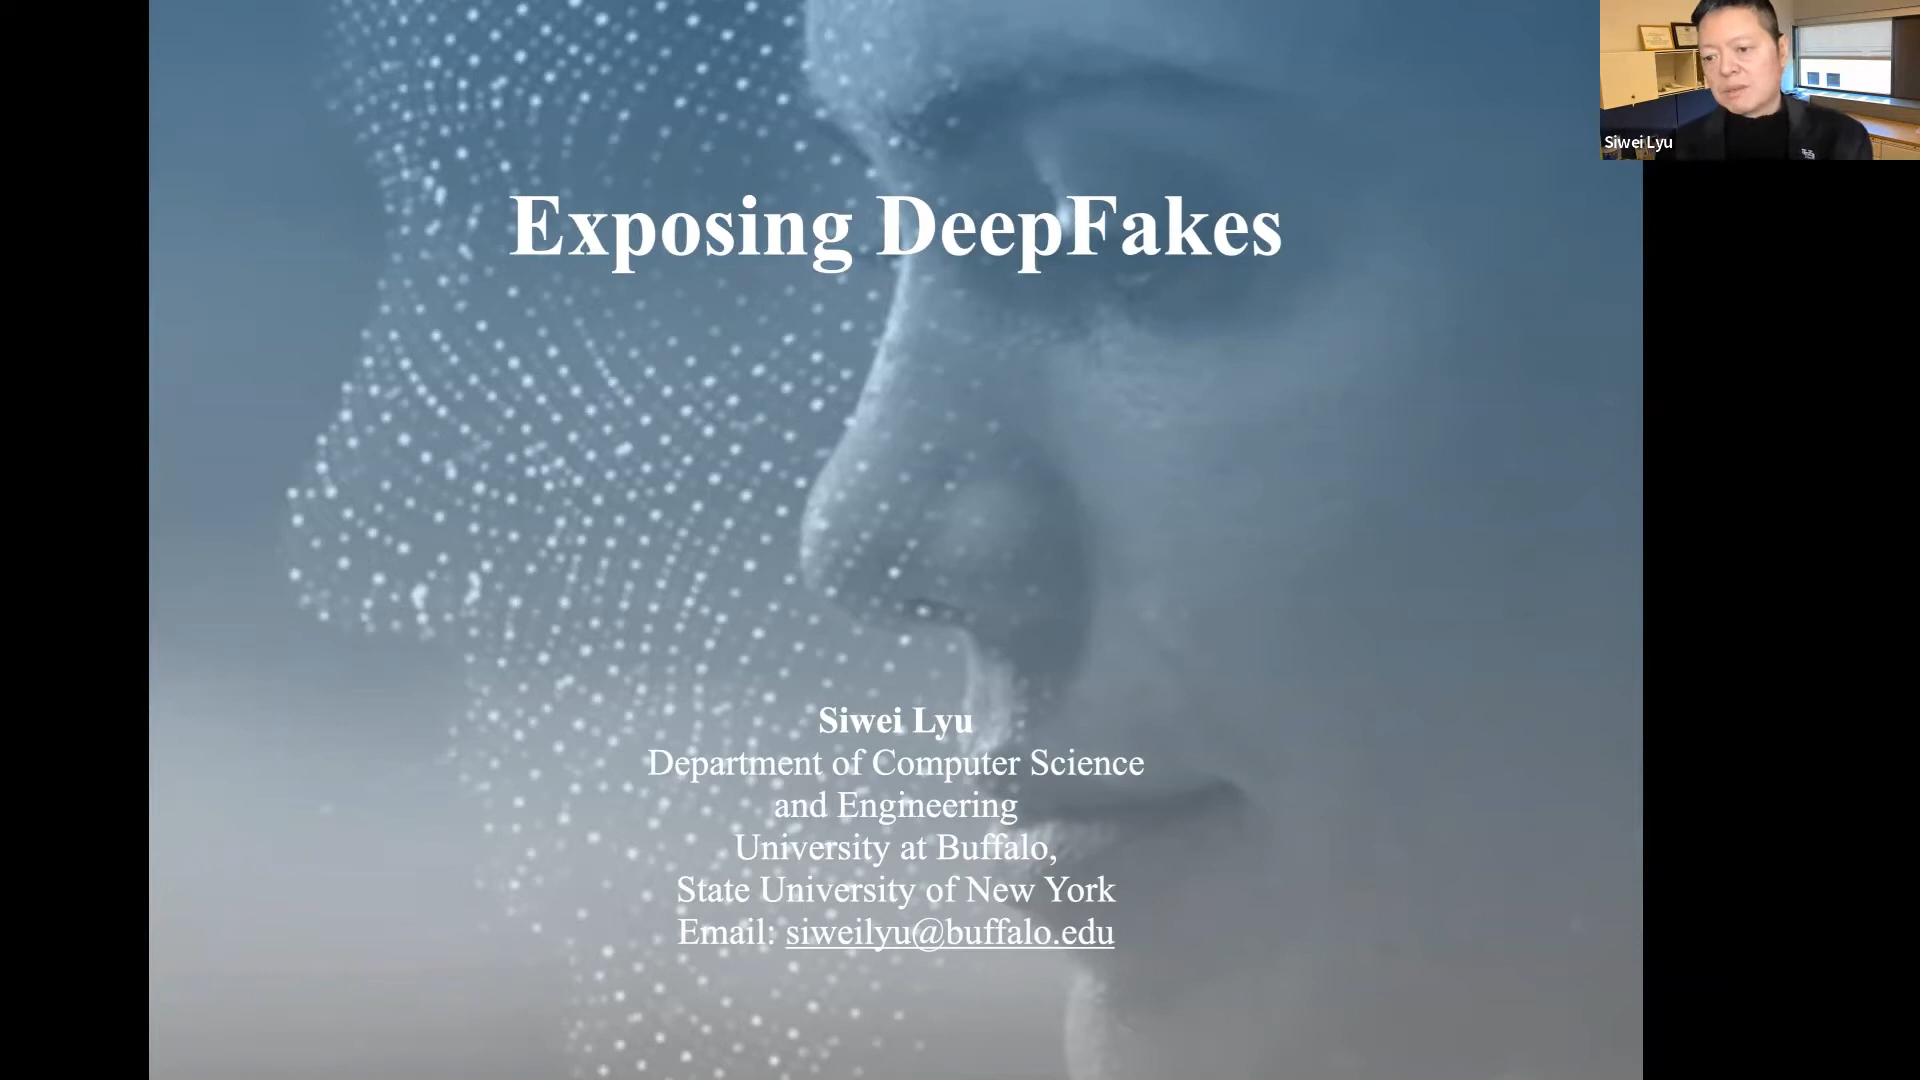 Exposing DeepFakes
Siwei Lyu
Siwei Lyu
Department of Computer Science
and Engineering
University at Buffalo,
State University of New York
Email: siweilyu@buffalo.edu